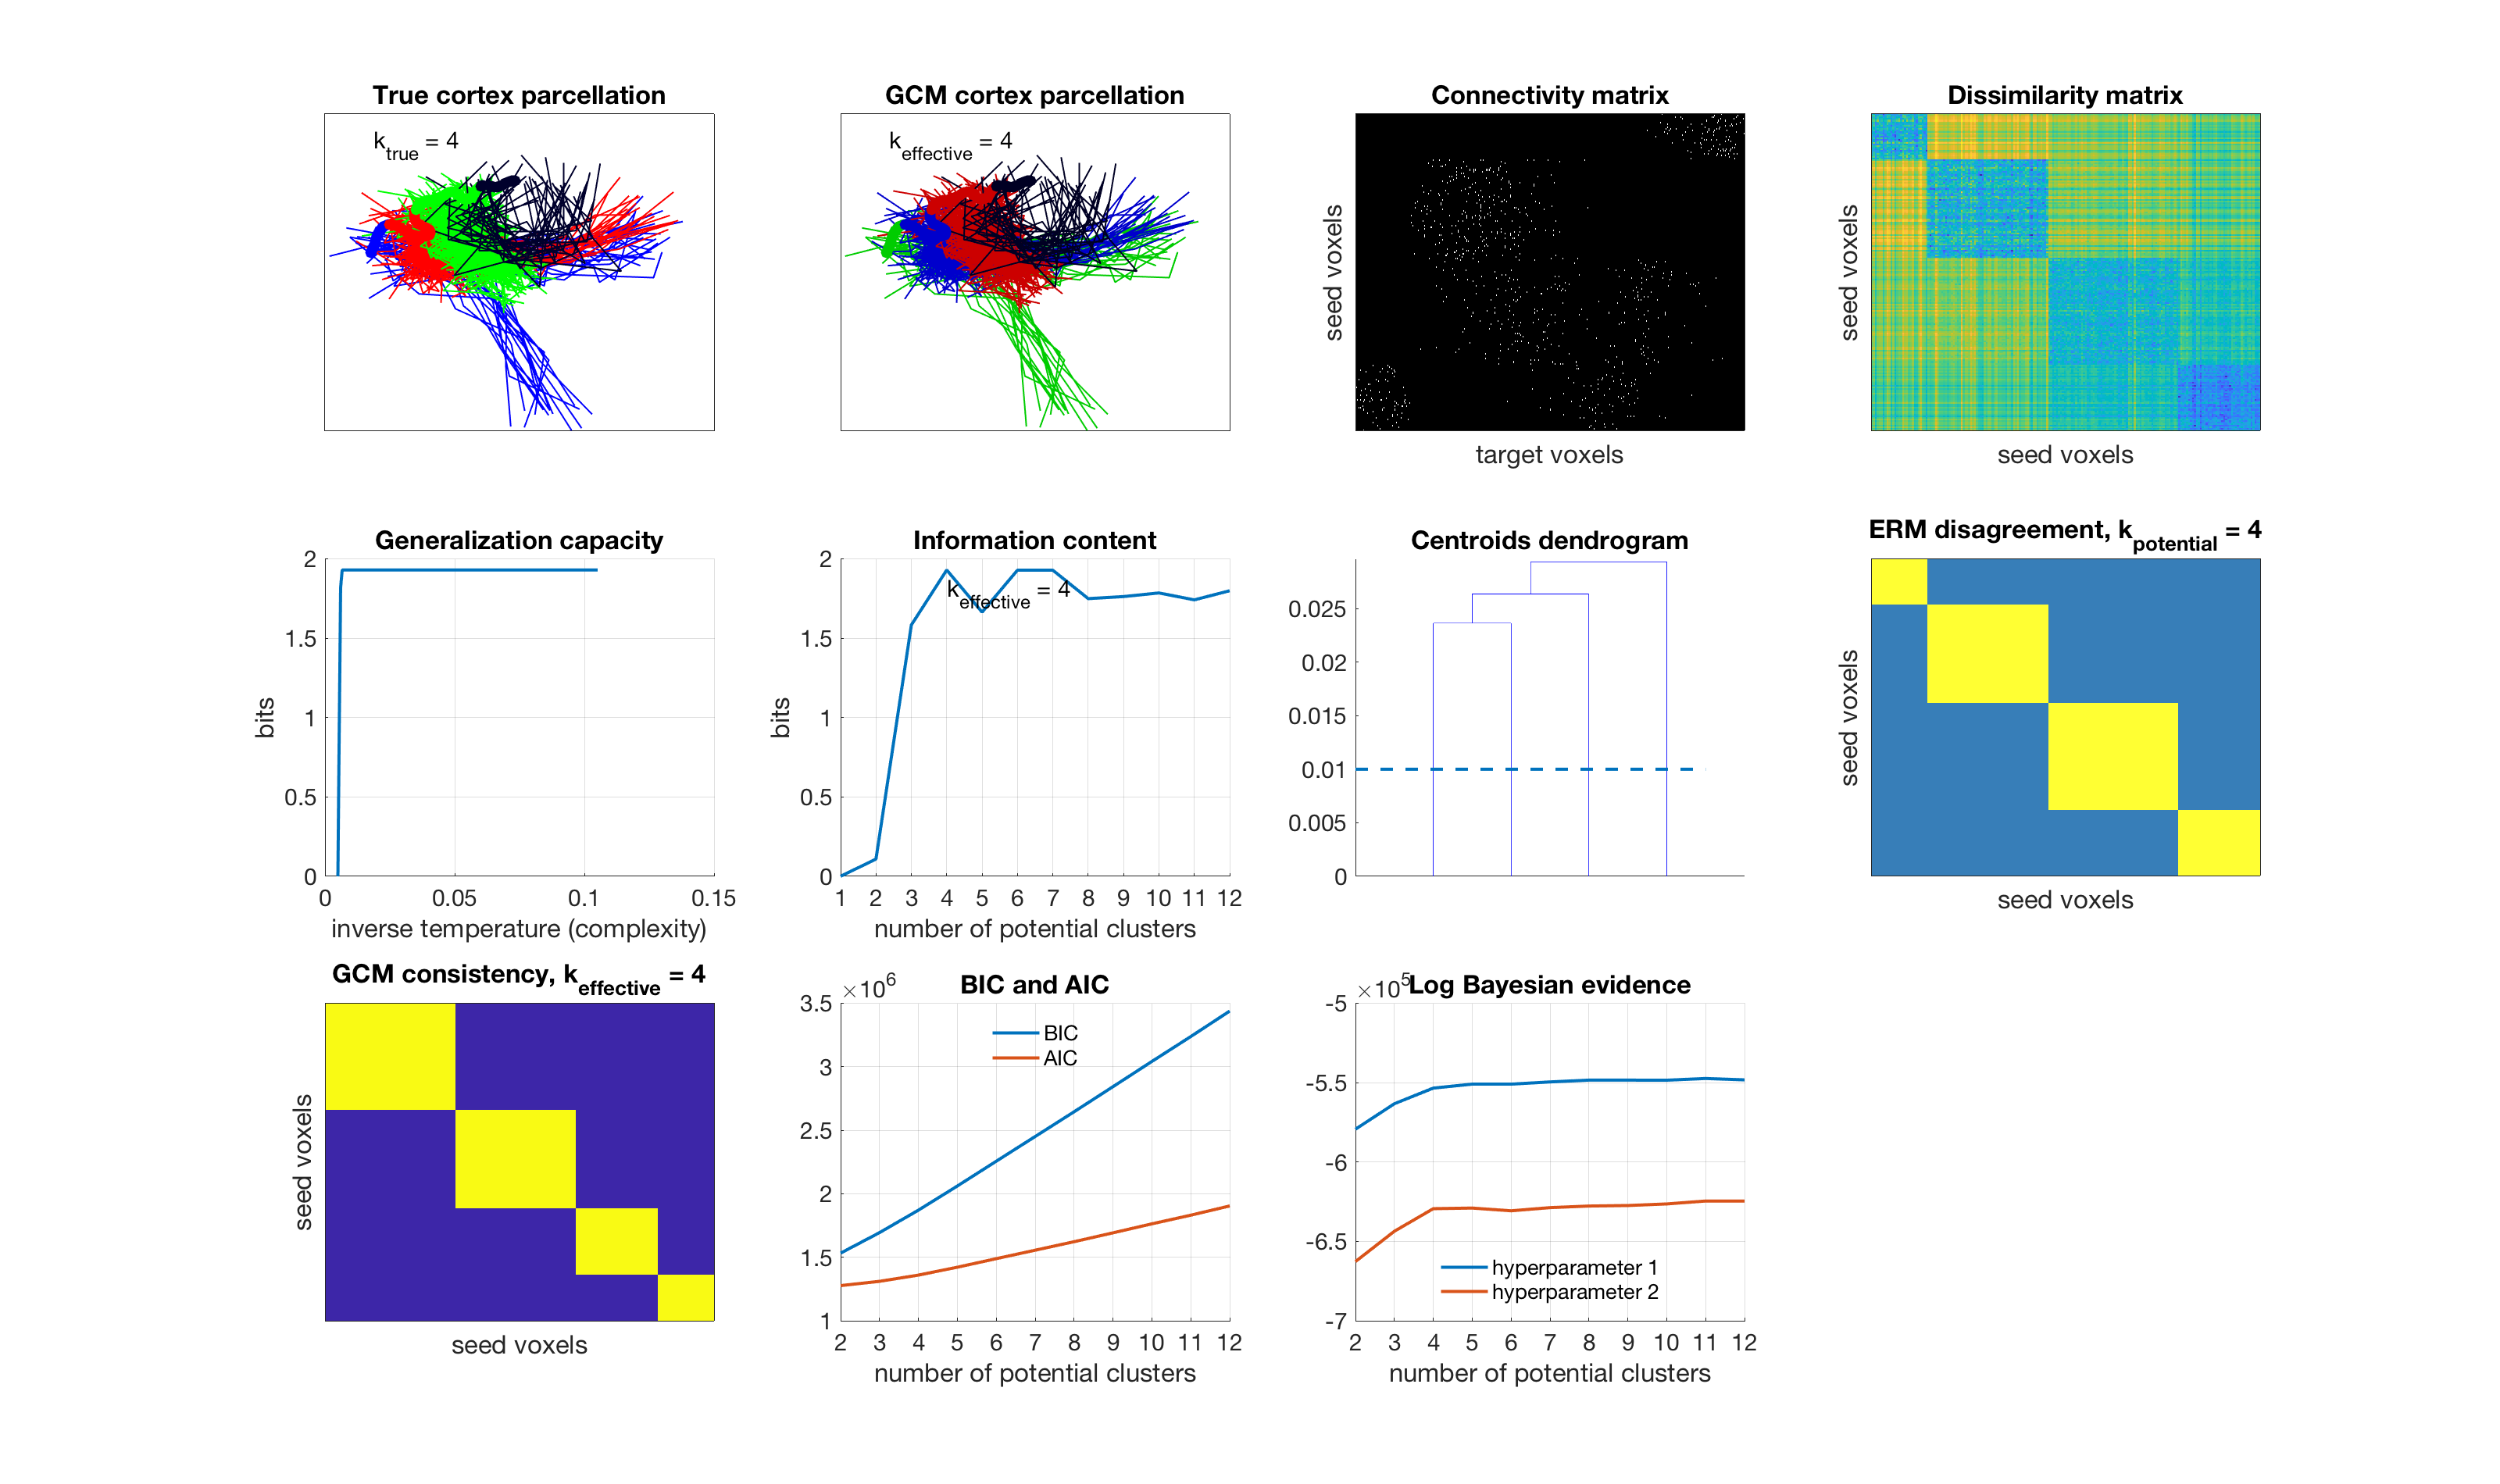 True cortex parcellation
k_true = 4
GCM cortex parcellation
k_effective = 4
Connectivity matrix
seed voxels
target voxels
Dissimilarity matrix
seed voxels
seed voxels
Generalization capacity
2
1.5
1
0.5
0
bits
0 0.05 0.1 0.15
inverse temperature (complexity)
Information content
k_effective = 4
2
1.5
1
0.5
0
bits
1 2 3 4 5 6 7 8 9 10 11 12
number of potential clusters
Centroids dendrogram
0.025
0.02
0.015
0.01
0.005
0
ERM disagreement, k_potential = 4
seed voxels
seed voxels
GCM consistency, k_effective = 4
seed voxels
seed voxels
×10^6
BIC and AIC
BIC
AIC
3.5
3
2.5
2
1.5
1
2 3 4 5 6 7 8 9 10 11 12
number of potential clusters
×10^5
Log Bayesian evidence
-5
-5.5
-6
-6.5
-7
hyperparameter 1
hyperparameter 2
2 3 4 5 6 7 8 9 10 11 12
number of potential clusters